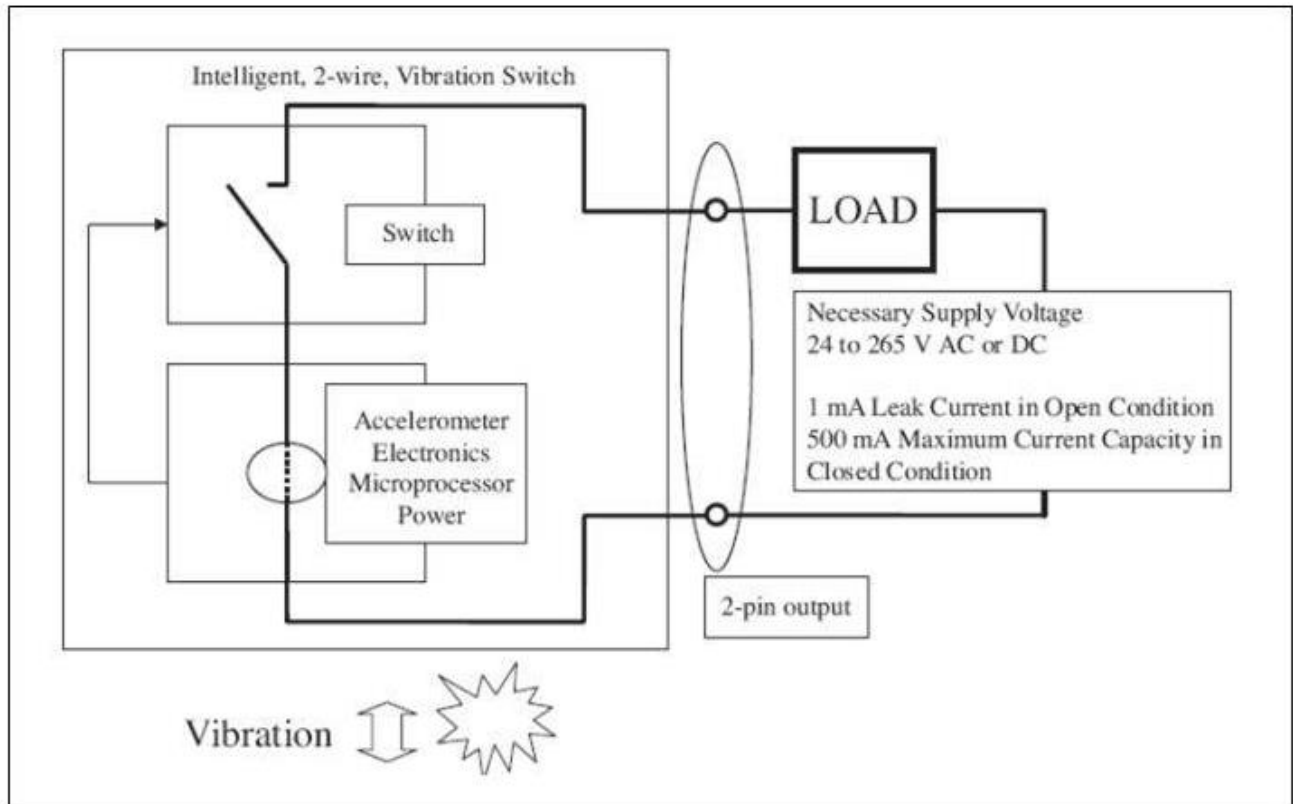 Intelligent, 2-wire, Vibration Switch
Switch
Accelerometer
Electronics
Microprocessor
Power
LOAD
Necessary Supply Voltage
24 to 265 V AC or DC
1 mA Leak Current in Open Condition
500 mA Maximum Current Capacity in
Closed Condition
2-pin output
Vibration